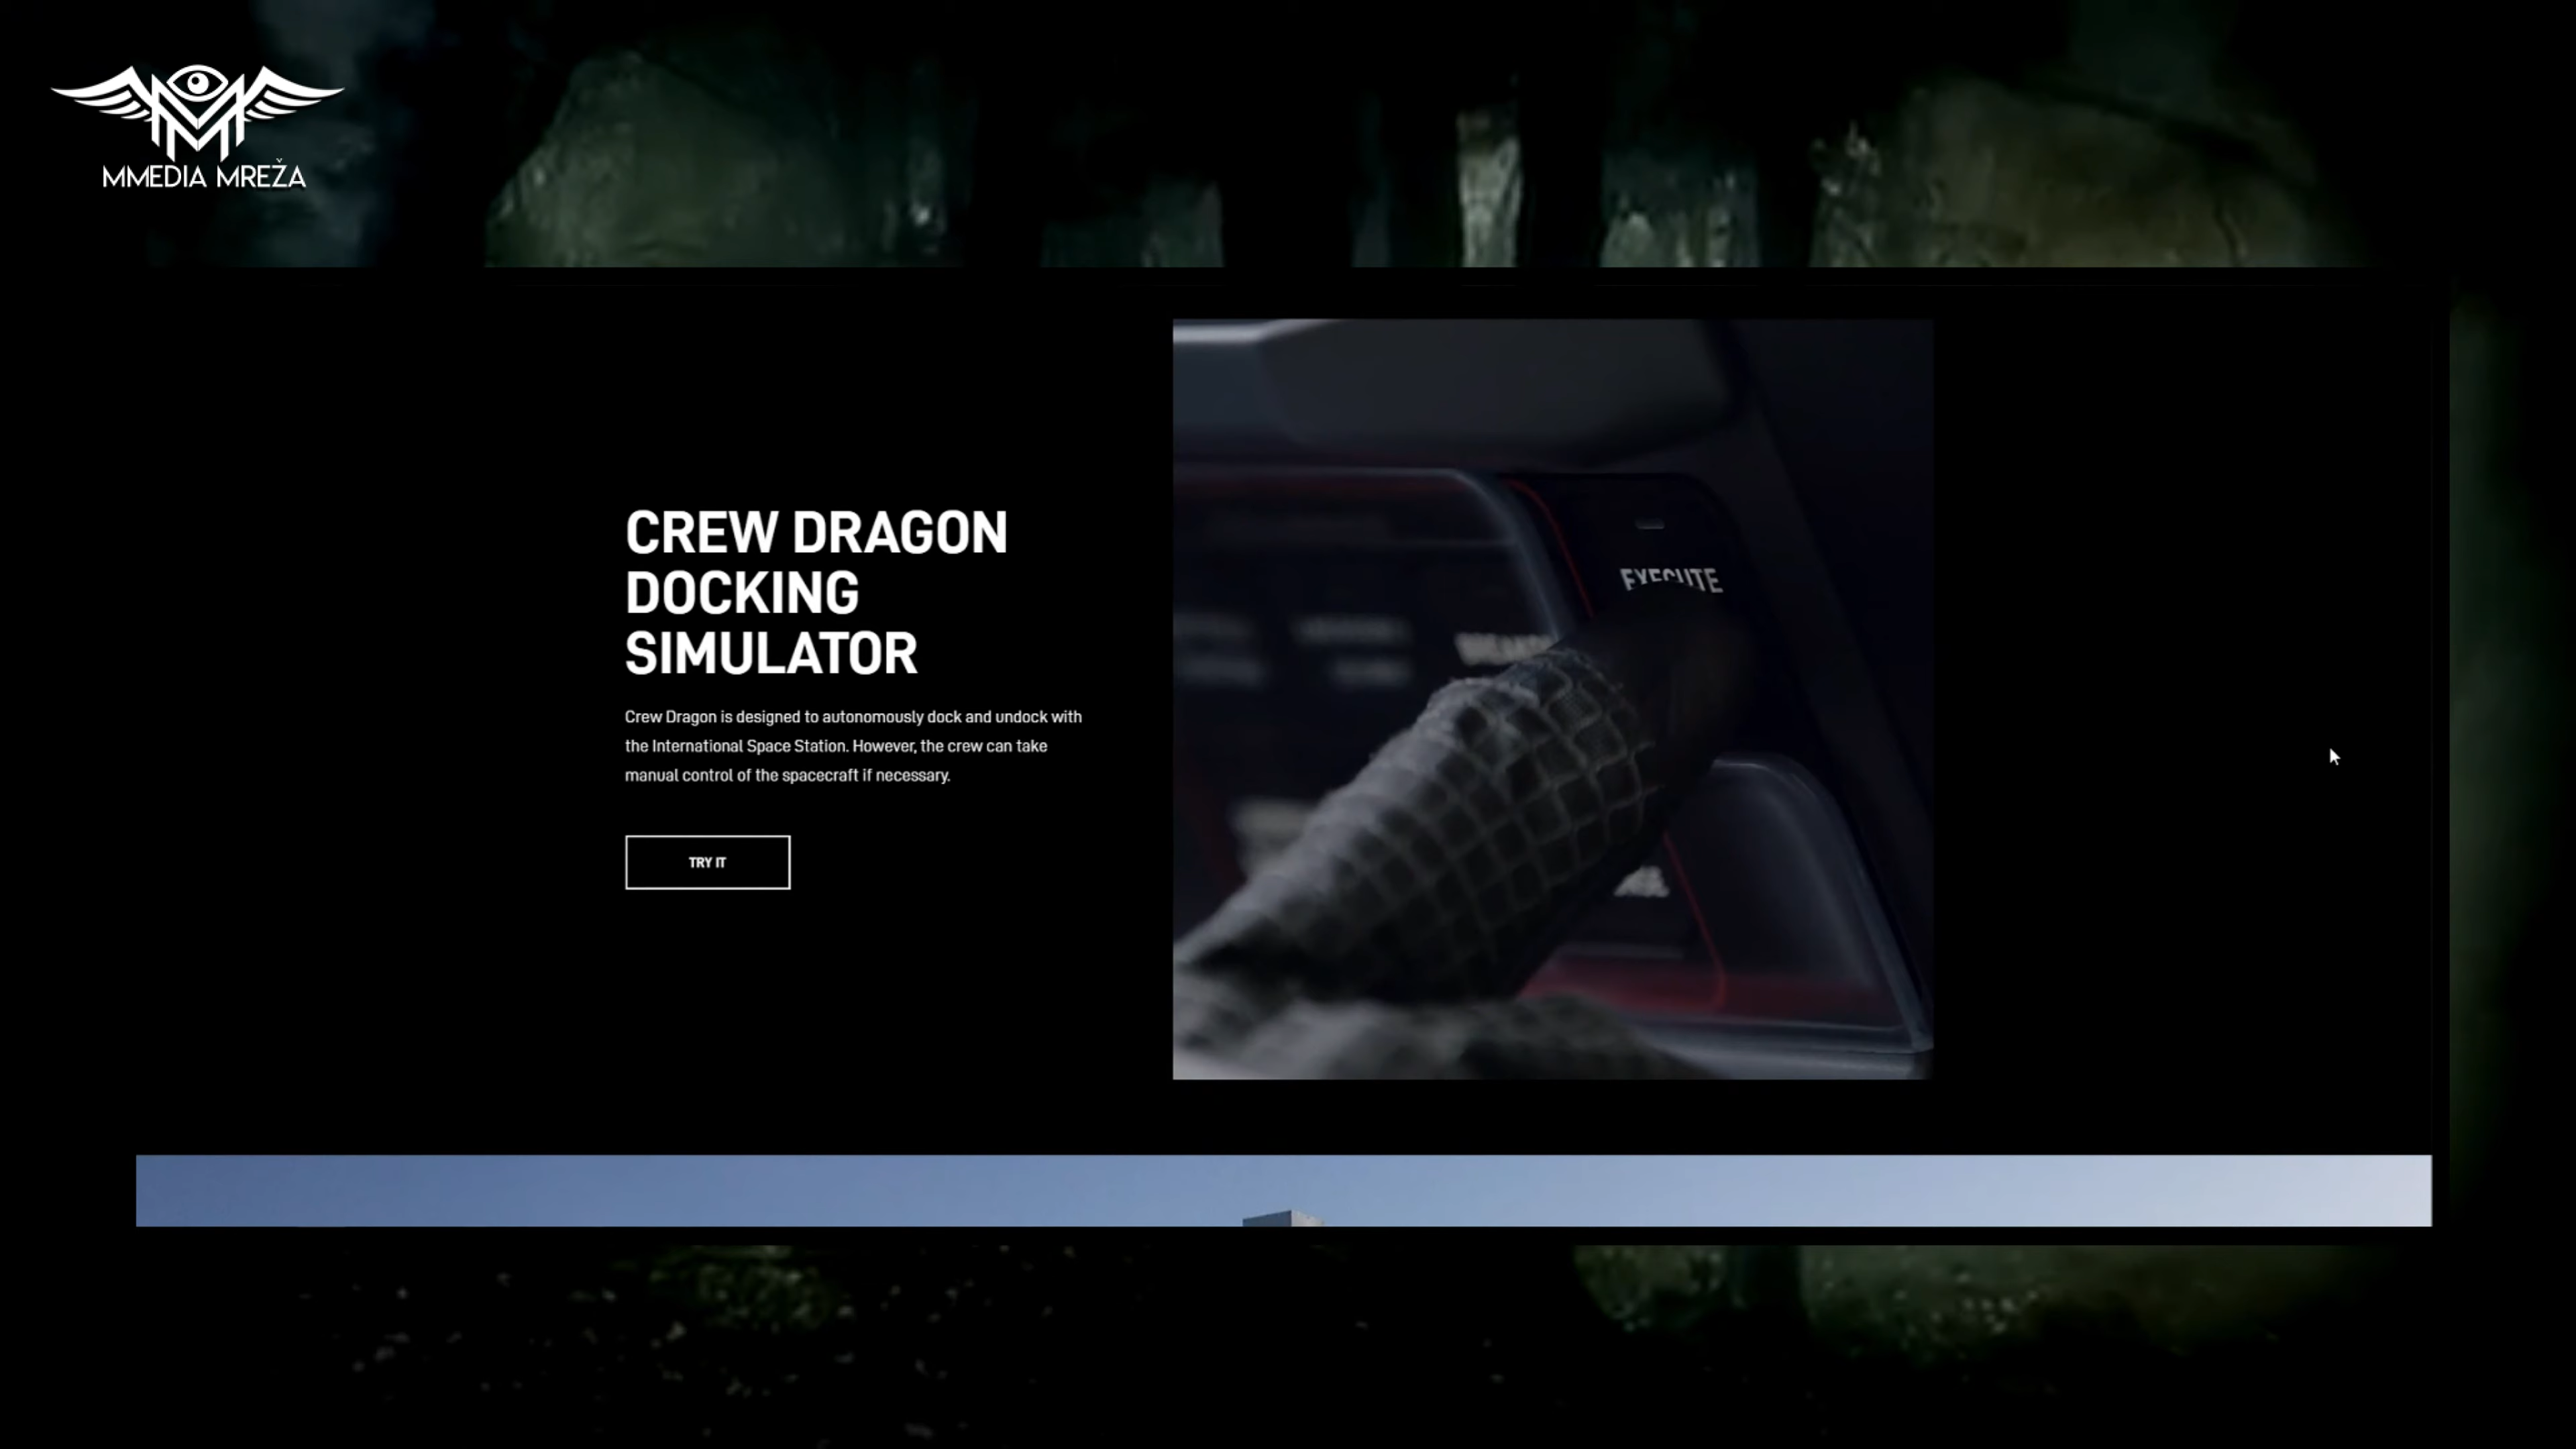 MMEDIA MREŽA
CREW DRAGON
DOCKING
SIMULATOR
Crew Dragon is designed to autonomously dock and undock with
the International Space Station. However, the crew can take
manual control of the spacecraft if necessary.
TRY IT
EXECUTE